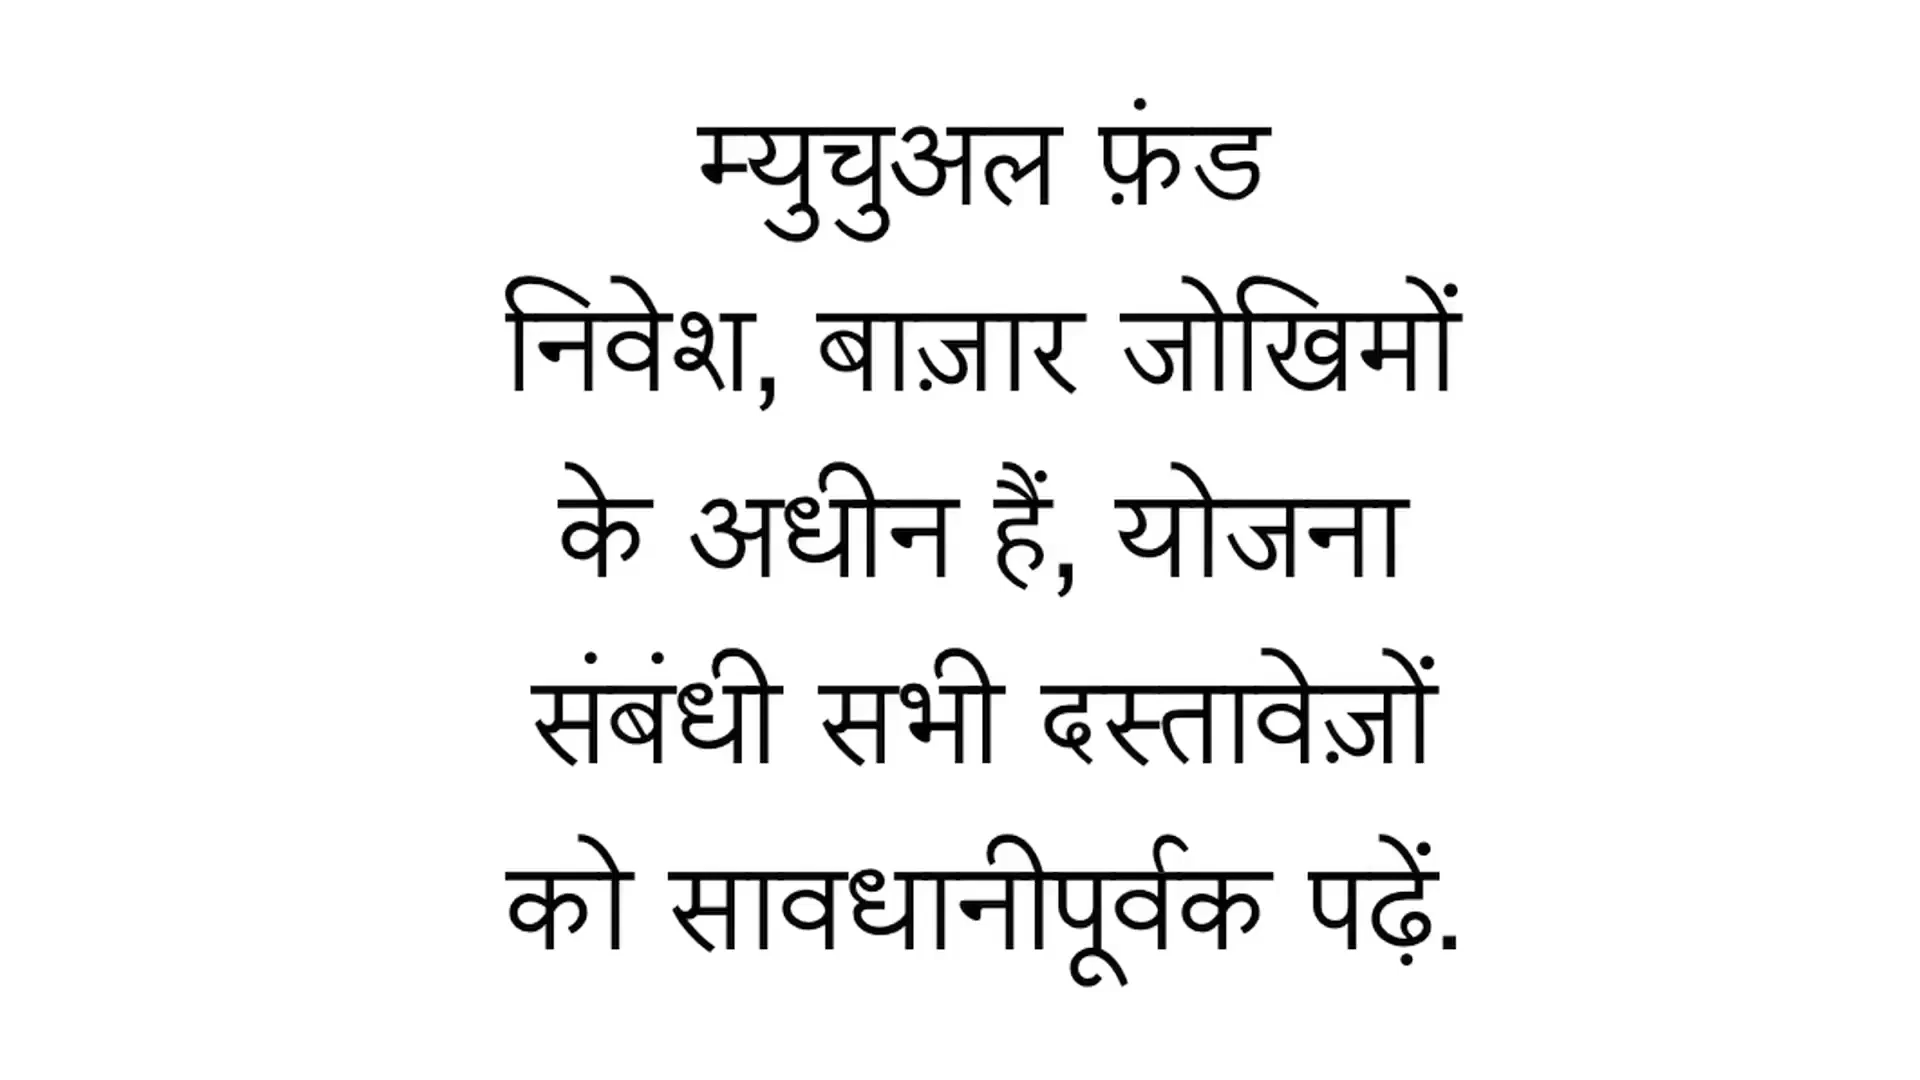 म्युचुअल फ़ंड
निवेश, बाज़ार जोखिमों
के अधीन हैं, योजना
संबंधी सभी दस्तावेज़ों
को सावधानीपूर्वक पढ़ें.